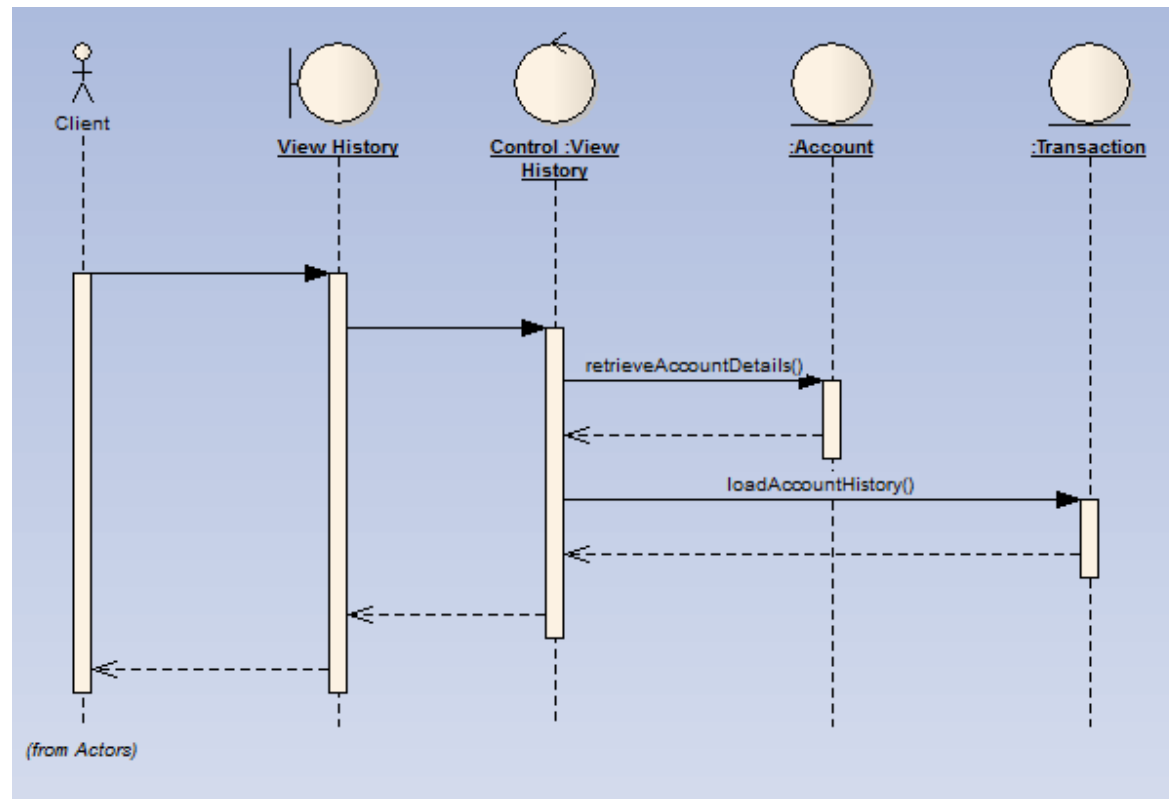 Client
View History
Control :View
History
:Account
:Transaction
retrieveAccountDetails()
loadAccountHistory()
(from Actors)